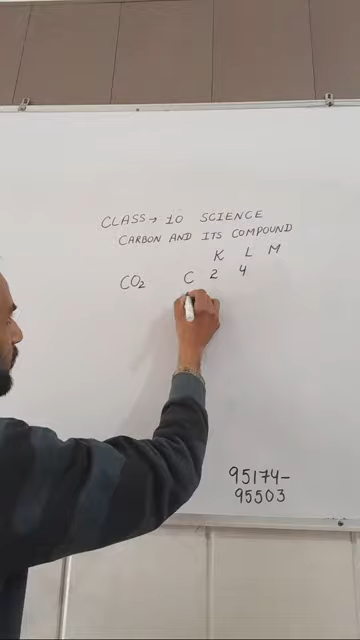 CLASS → 10 SCIENCE
CARBON AND ITS COMPOUND
K L M
CO₂ C 2 4
95174-
95503